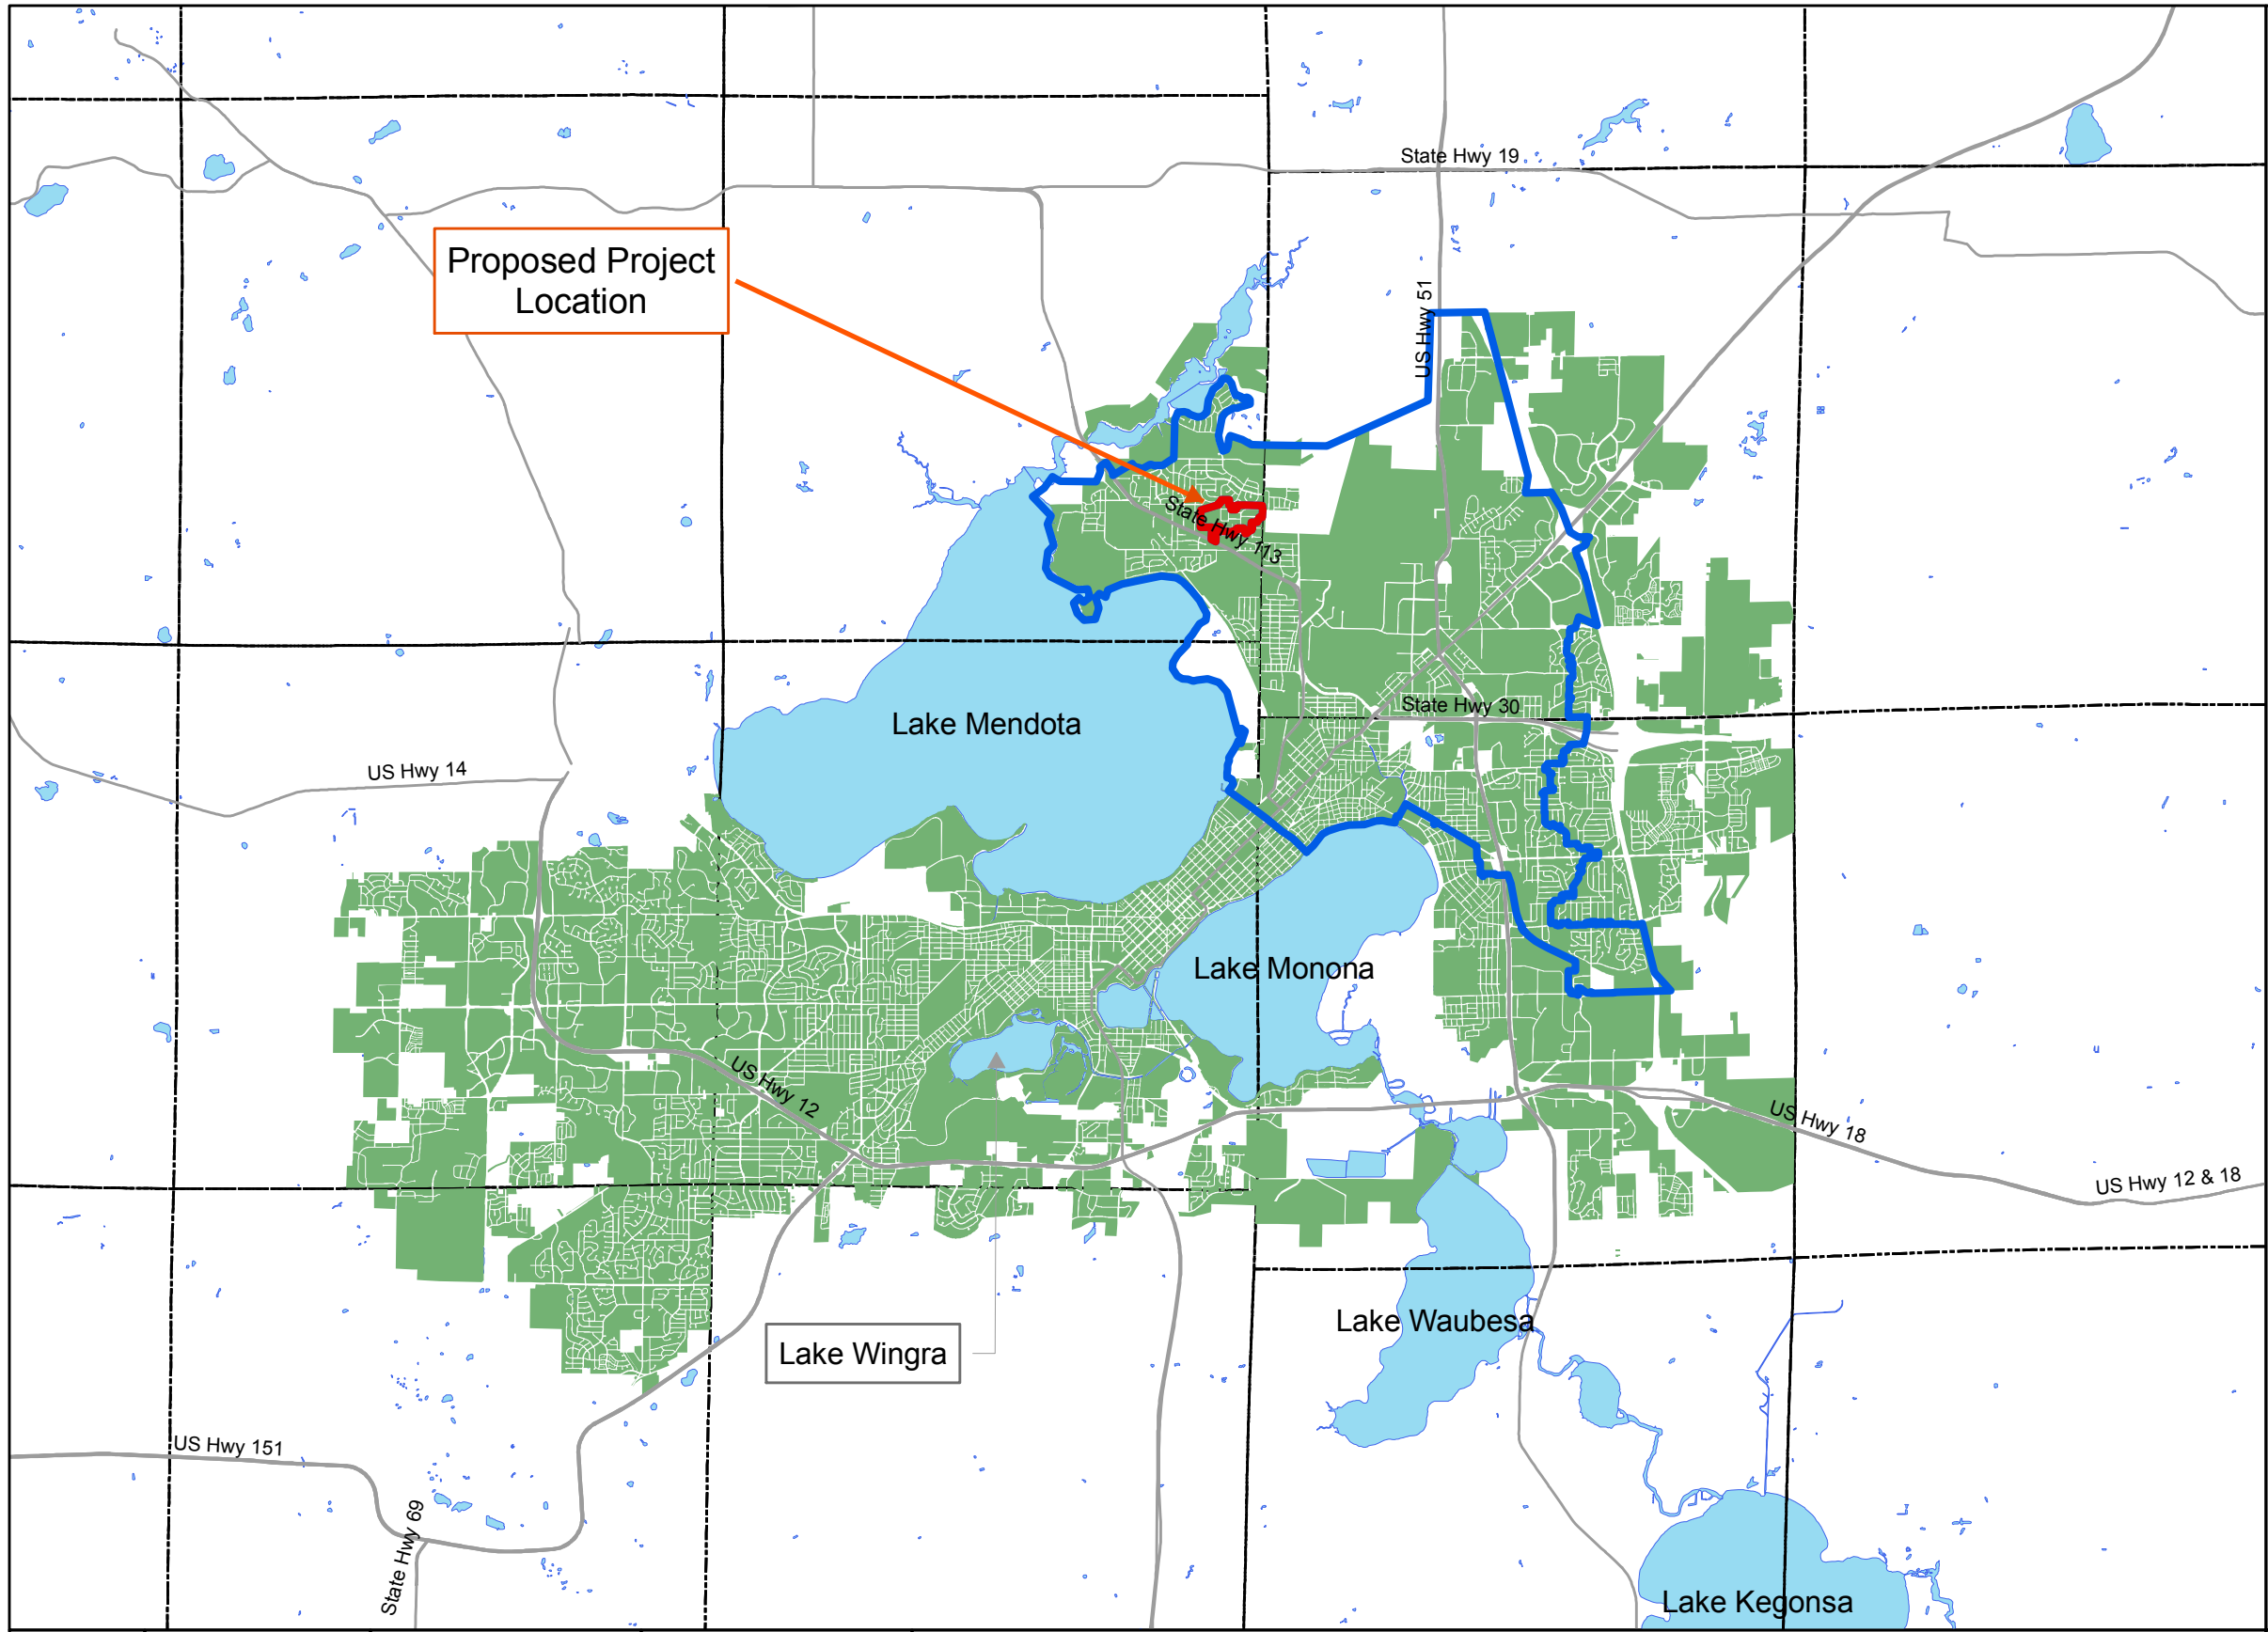 State Hwy 19
Proposed Project
Location
US Hwy 51
State Hwy 113
State Hwy 30
Lake Mendota
US Hwy 14
Lake Monona
US Hwy 12
US Hwy 18
US Hwy 12 & 18
Lake Waubesa
Lake Wingra
US Hwy 151
State Hwy 69
Lake Kegonsa